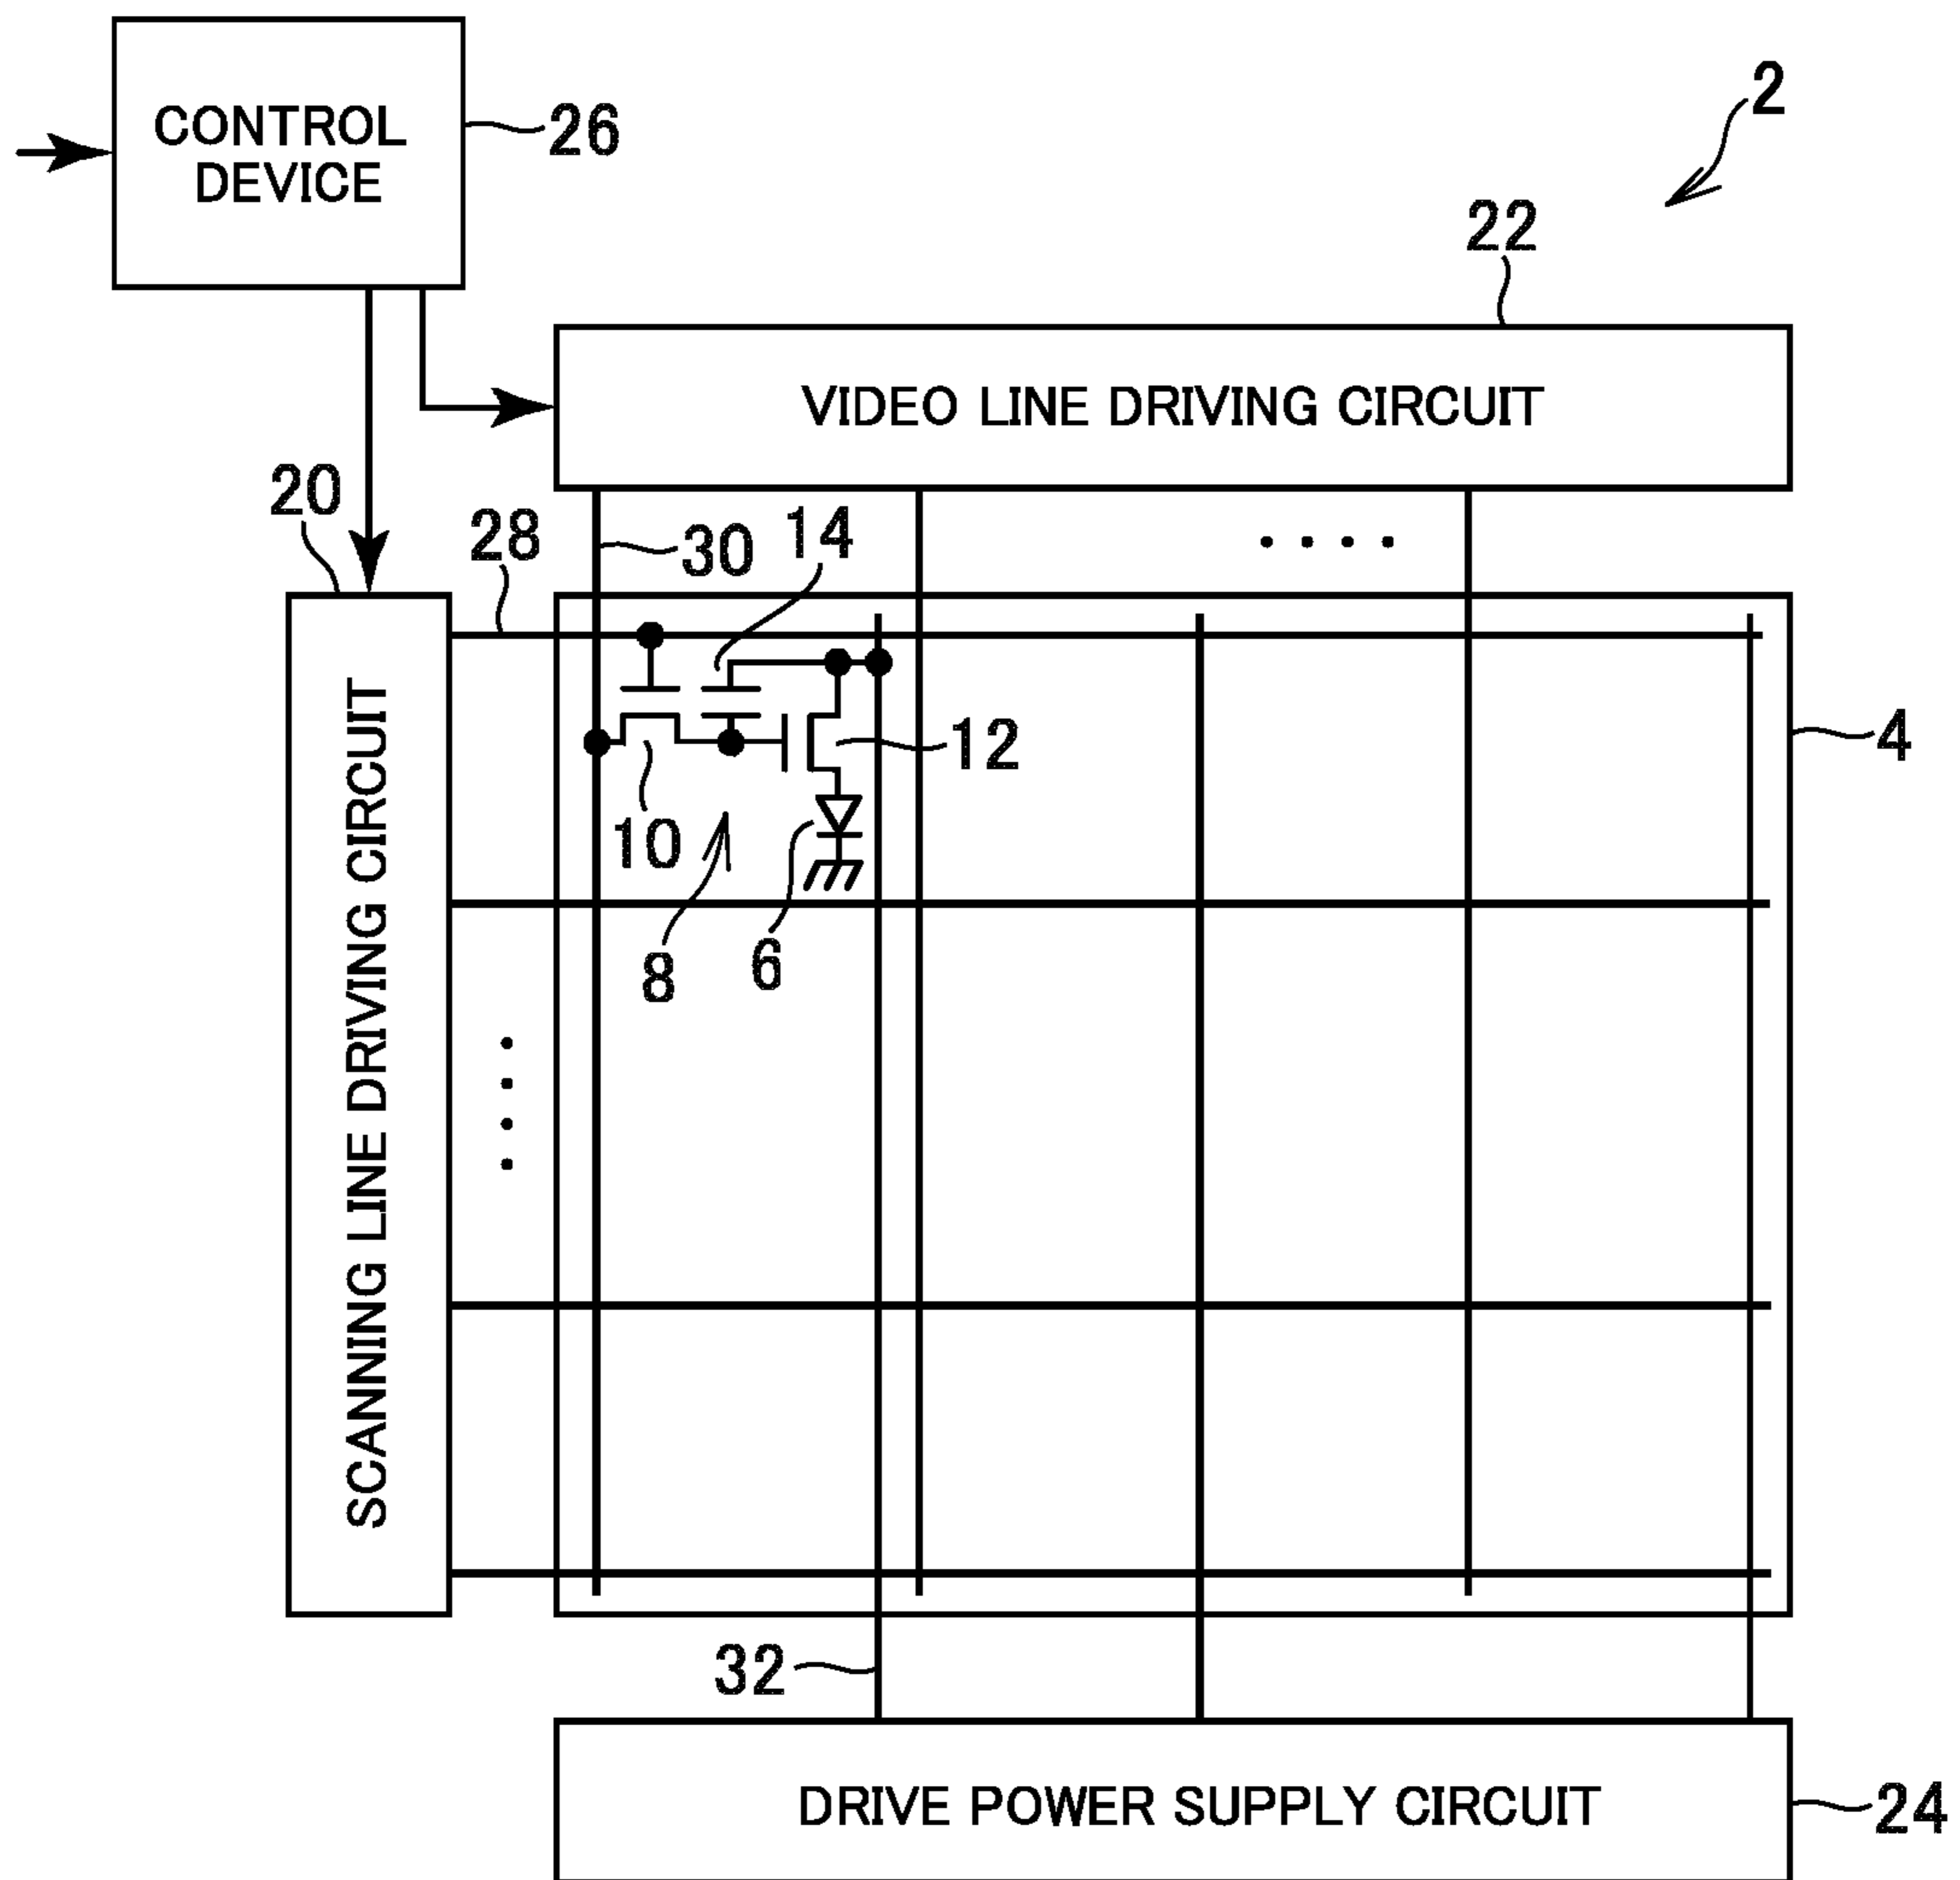 CONTROL
DEVICE
26
2
22
VIDEO LINE DRIVING CIRCUIT
20
28
30
14
4
12
10
8
6
SCANNING LINE DRIVING CIRCUIT
32
DRIVE POWER SUPPLY CIRCUIT
24